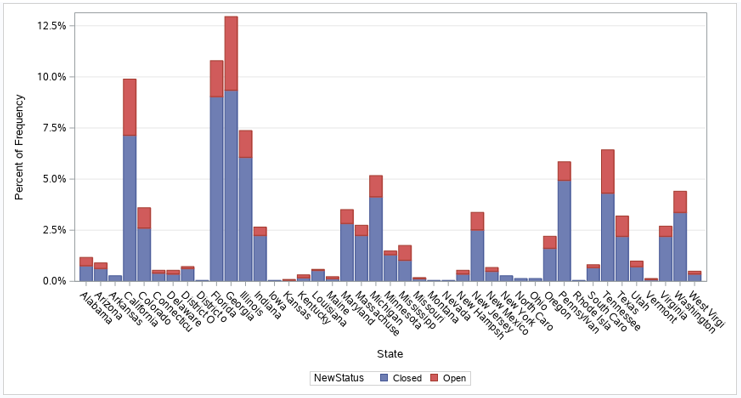 12.5%
10.0%
7.5%
5.0%
2.5%
0.0%
Percent of Frequency
Alabama
Arizona
Arkansas
California
Colorado
Connecticu
Delaware
District O
District o
Florida
Georgia
Illinois
Indiana
Iowa
Kansas
Kentucky
Louisiana
Maine
Maryland
Massachuse
Michigan
Minnesota
Mississipp
Missouri
Montana
Nevada
New Hampsh
New Jersey
New Mexico
New York
North Caro
Ohio
Oregon
Pennsylvan
Rhode Isla
South Caro
Tennessee
Texas
Utah
Vermont
Virginia
Washington
West Virgi
State
NewStatus Closed Open